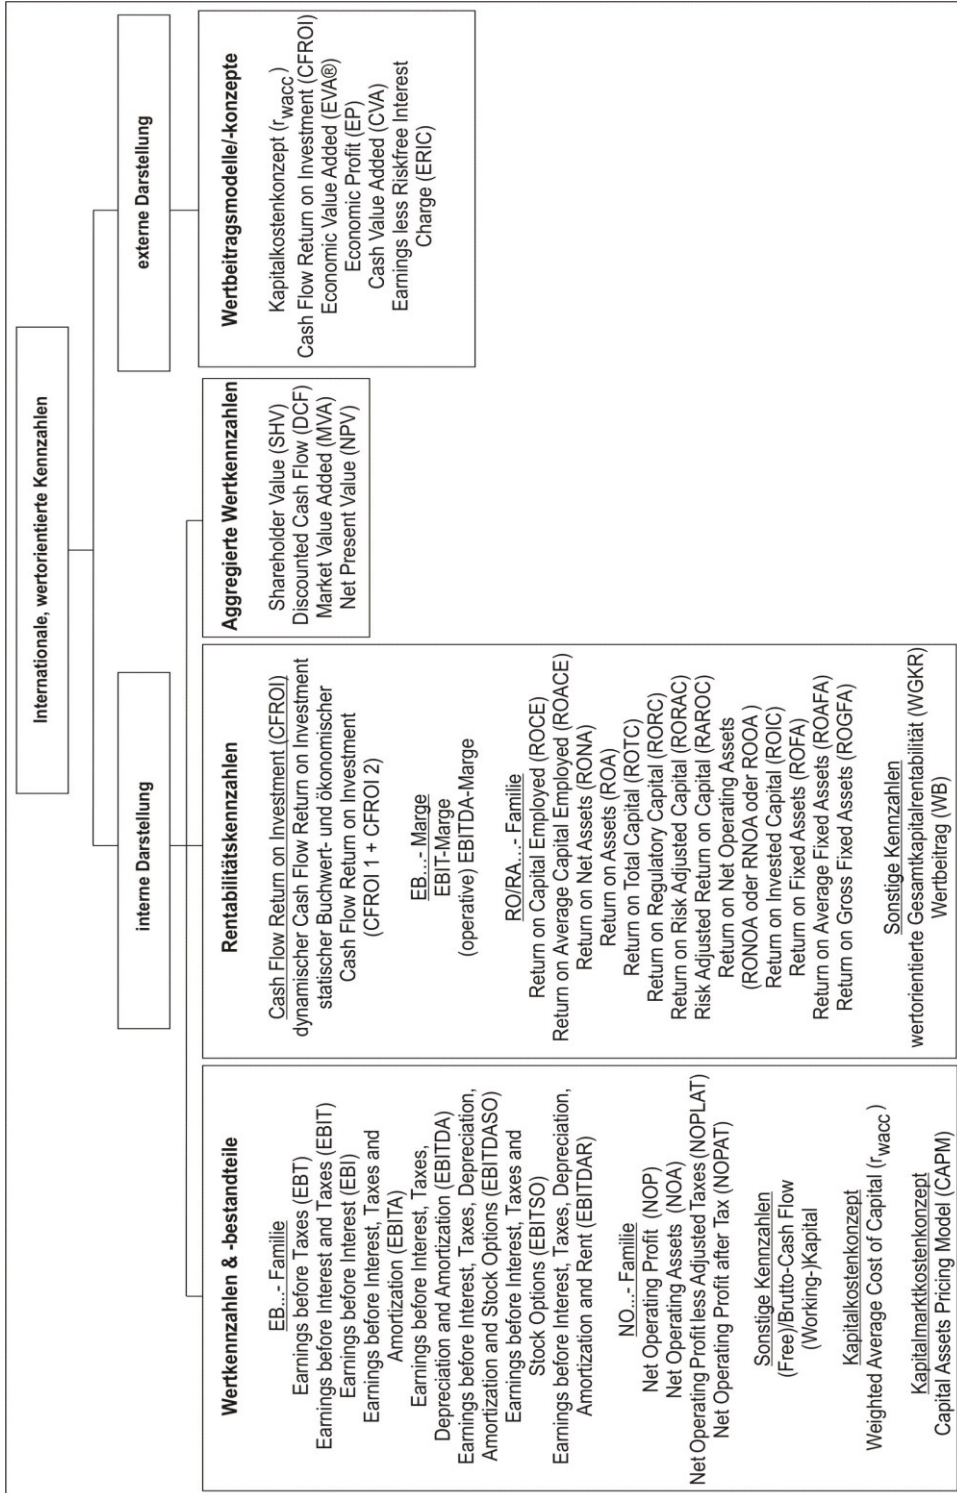 Internationale, wertorientierte Kennzahlen
interne Darstellung
externe Darstellung
Wertkennzahlen & -bestandteile
EB...- Familie
Earnings before Taxes (EBT)
Earnings before Interest and Taxes (EBIT)
Earnings before Interest (EBI)
Earnings before Interest, Taxes and
Amortization (EBITA)
Earnings before Interest, Taxes,
Depreciation and Amortization (EBITDA)
Earnings before Interest, Taxes, Depreciation,
Amortization and Stock Options (EBITDASO)
Earnings before Interest, Taxes and
Stock Options (EBITSO)
Earnings before Interest, Taxes, Depreciation,
Amortization and Rent (EBITDAR)
NO...- Familie
Net Operating Profit (NOP)
Net Operating Assets (NOA)
Net Operating Profit less Adjusted Taxes (NOPLAT)
Net Operating Profit after Tax (NOPAT)
Sonstige Kennzahlen
(Free)/Brutto-Cash Flow
(Working-)Kapital
Kapitalkostenkonzept
Weighted Average Cost of Capital (rwacc)
Kapitalmarktkostenkonzept
Capital Assets Pricing Model (CAPM)
Rentabilitätskennzahlen
Cash Flow Return on Investment (CFROI)
dynamischer Cash Flow Return on Investment
statischer Buchwert- und ökonomischer
Cash Flow Return on Investment
(CFROI 1 + CFROI 2)
EB...- Marge
EBIT-Marge
(operative) EBITDA-Marge
RO/RA...- Familie
Return on Capital Employed (ROCE)
Return on Average Capital Employed (ROACE)
Return on Net Assets (RONA)
Return on Assets (ROA)
Return on Total Capital (ROTC)
Return on Regulatory Capital (RORC)
Return on Risk Adjusted Capital (RORAC)
Risk Adjusted Return on Capital (RAROC)
Return on Net Operating Assets
(RONOA oder RNOA oder ROOA)
Return on Invested Capital (ROIC)
Return on Fixed Assets (ROFA)
Return on Average Fixed Assets (ROAFA)
Return on Gross Fixed Assets (ROGFA)
Sonstige Kennzahlen
wertorientierte Gesamtkapitalrentabilität (WGKR)
Wertbeitrag (WB)
Aggregierte Wertkennzahlen
Shareholder Value (SHV)
Discounted Cash Flow (DCF)
Market Value Added (MVA)
Net Present Value (NPV)
Wertbeitragsmodelle/-konzepte
Kapitalkostenkonzept (rwacc)
Cash Flow Return on Investment (CFROI)
Economic Value Added (EVA®)
Economic Profit (EP)
Cash Value Added (CVA)
Earnings less Riskfree Interest
Charge (ERIC)